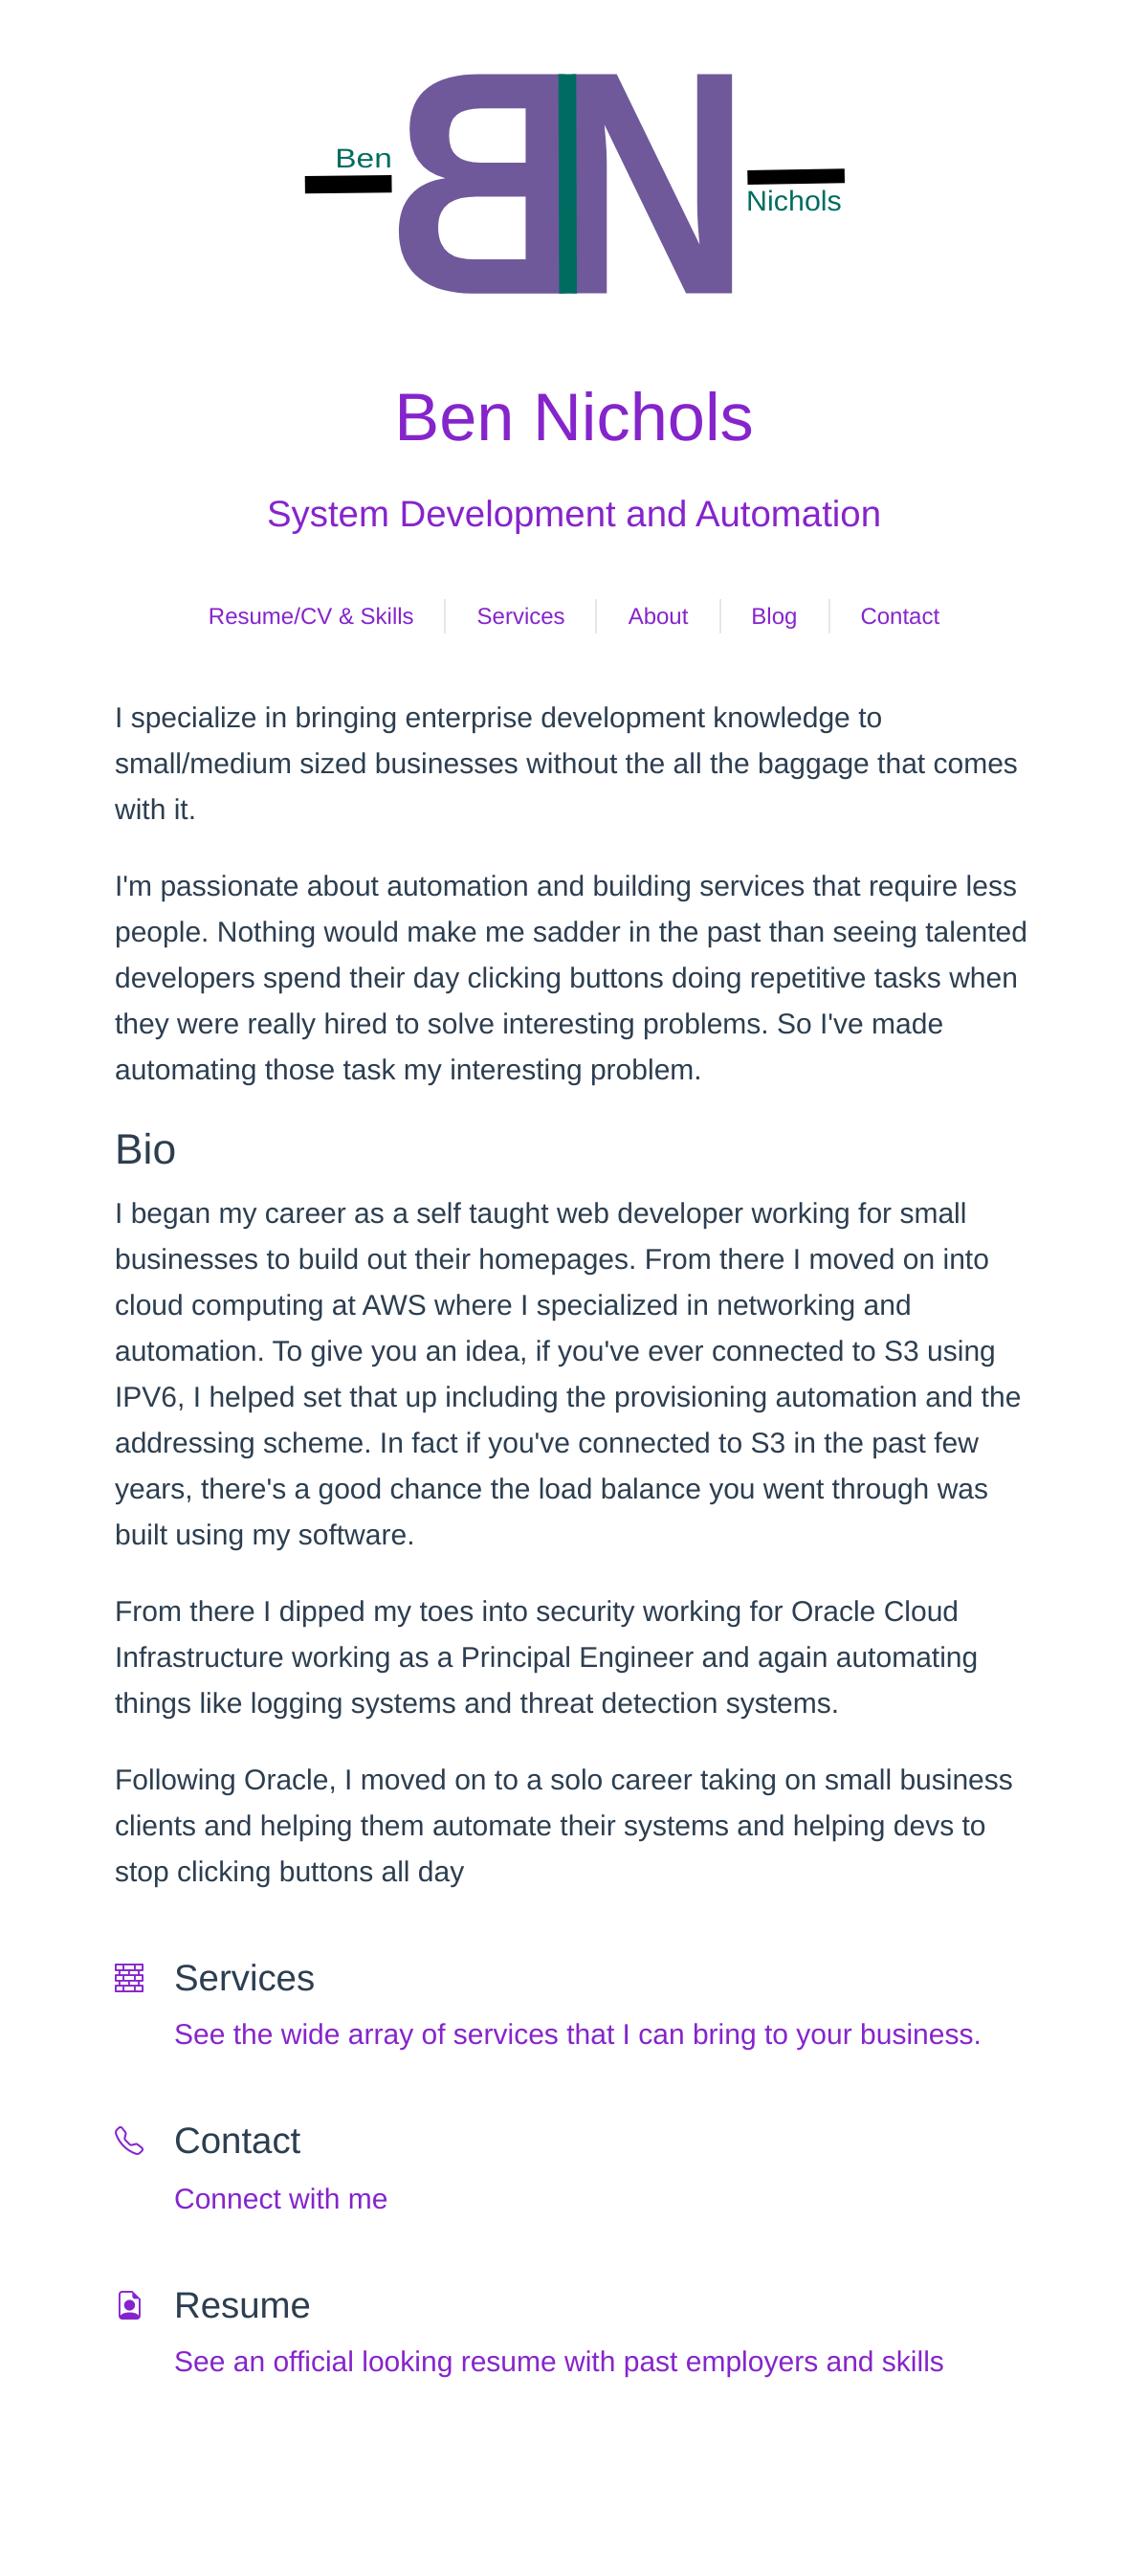 Ben
BN
Nichols
Ben Nichols
System Development and Automation
Resume/CV & Skills
Services
About
Blog
Contact
I specialize in bringing enterprise development knowledge to
small/medium sized businesses without the all the baggage that comes
with it.
I'm passionate about automation and building services that require less
people. Nothing would make me sadder in the past than seeing talented
developers spend their day clicking buttons doing repetitive tasks when
they were really hired to solve interesting problems. So I've made
automating those task my interesting problem.
Bio
I began my career as a self taught web developer working for small
businesses to build out their homepages. From there I moved on into
cloud computing at AWS where I specialized in networking and
automation. To give you an idea, if you've ever connected to S3 using
IPV6, I helped set that up including the provisioning automation and the
addressing scheme. In fact if you've connected to S3 in the past few
years, there's a good chance the load balance you went through was
built using my software.
From there I dipped my toes into security working for Oracle Cloud
Infrastructure working as a Principal Engineer and again automating
things like logging systems and threat detection systems.
Following Oracle, I moved on to a solo career taking on small business
clients and helping them automate their systems and helping devs to
stop clicking buttons all day
Services
See the wide array of services that I can bring to your business.
Contact
Connect with me
Resume
See an official looking resume with past employers and skills